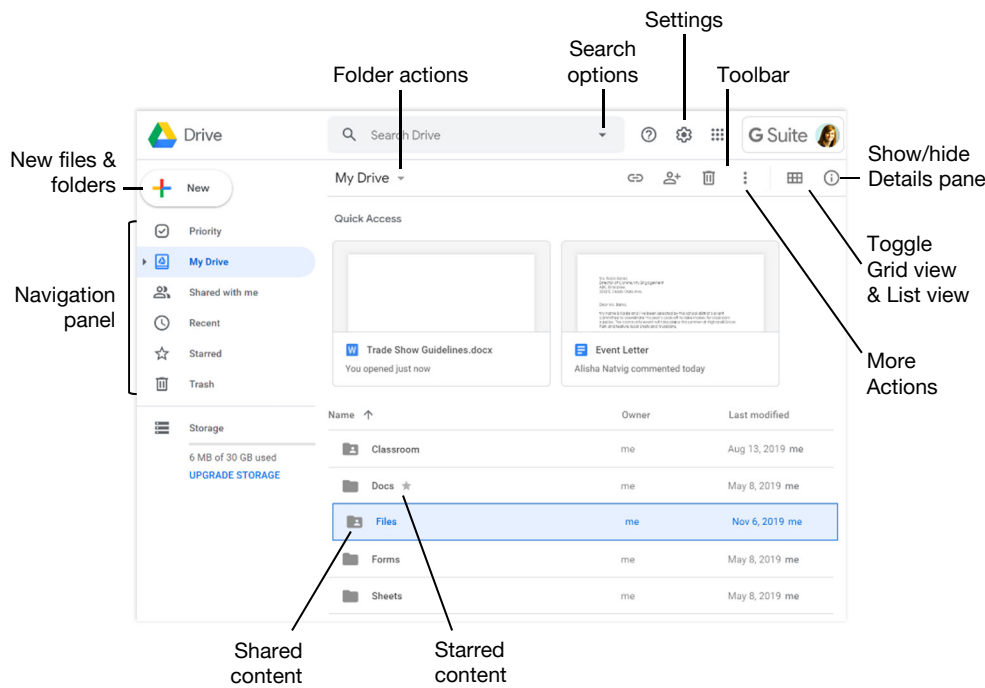 Settings
Search
options
Folder actions
Toolbar
Drive
Search Drive
G Suite
New files &
folders
New
My Drive
Show/hide
Details pane
Quick Access
Priority
My Drive
Shared with me
Recent
Starred
Trash
Navigation
panel
Toggle
Grid view
& List view
Dear Ms. Banks,
W Trade Show Guidelines.docx
You opened just now
Event Letter
Alisha Natvig commented today
More
Actions
Storage
6 MB of 30 GB used
UPGRADE STORAGE
Name Owner Last modified
Classroom me Aug 13, 2019 me
Docs me May 8, 2019 me
Files me Nov 6, 2019 me
Forms me May 8, 2019 me
Sheets me May 8, 2019 me
Shared
content
Starred
content